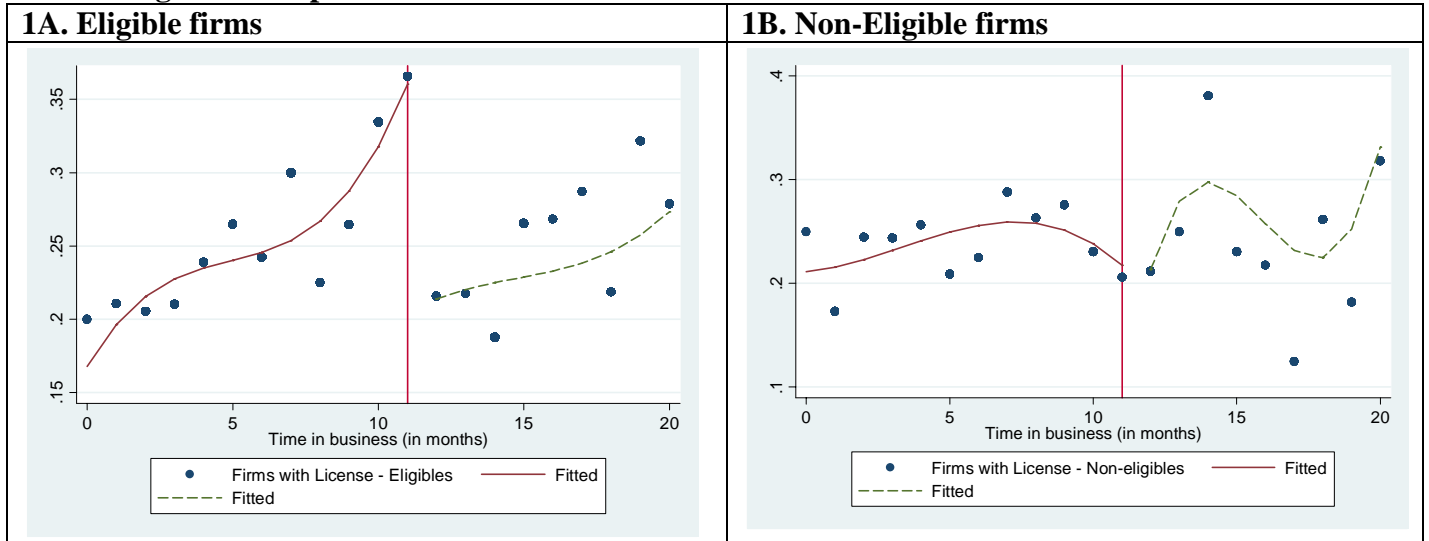 1A. Eligible firms
.35
.3
.25
.2
.15
0 5 10 15 20
Time in business (in months)
Firms with License - Eligibles Fitted
Fitted
1B. Non-Eligible firms
.4
.3
.2
.1
0 5 10 15 20
Time in business (in months)
Firms with License - Non-eligibles Fitted
Fitted